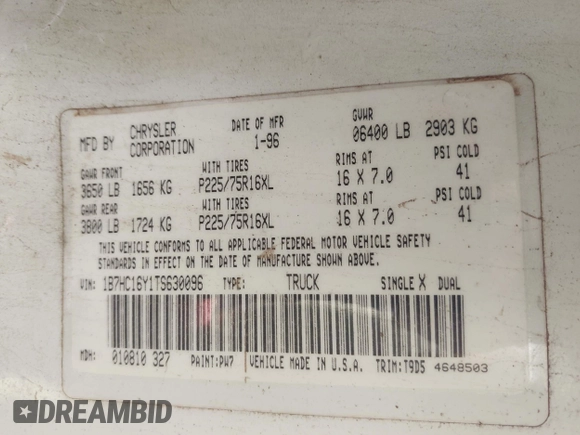 MFD BY CHRYSLER CORPORATION DATE OF MFR 1-96 GVWR 06400 LB 2903 KG
GAWR FRONT WITH TIRES RIMS AT PSI COLD
3650 LB 1656 KG P225/75R16XL 16 X 7.0 41
GAWR REAR WITH TIRES RIMS AT PSI COLD
3800 LB 1724 KG P225/75R16XL 16 X 7.0 41
THIS VEHICLE CONFORMS TO ALL APPLICABLE FEDERAL MOTOR VEHICLE SAFETY
STANDARDS IN EFFECT ON THE DATE OF MANUFACTURE SHOWN ABOVE.
VIN: 1B7HC16Y1TS630096 TYPE: TRUCK SINGLE X DUAL
MDH: 010810 327 PAINT: PW7 VEHICLE MADE IN U.S.A. TRIM: T9D5 4648503
DREAMBID